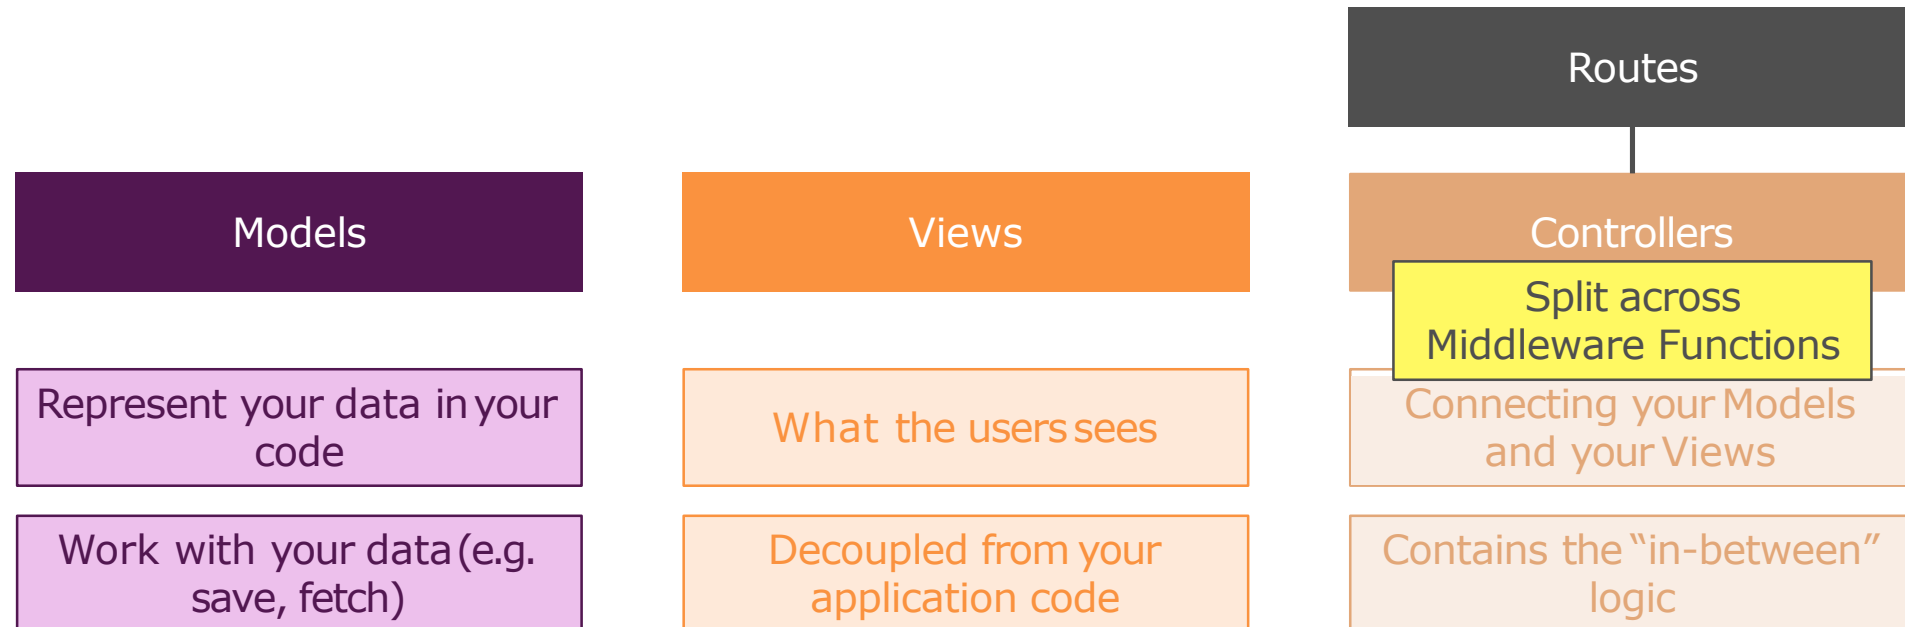 Routes
Models
Views
Controllers
Split across
Middleware Functions
Represent your data in your
code
What the users sees
Connecting your Models
and your Views
Work with your data (e.g.
save, fetch)
Decoupled from your
application code
Contains the “in-between”
logic